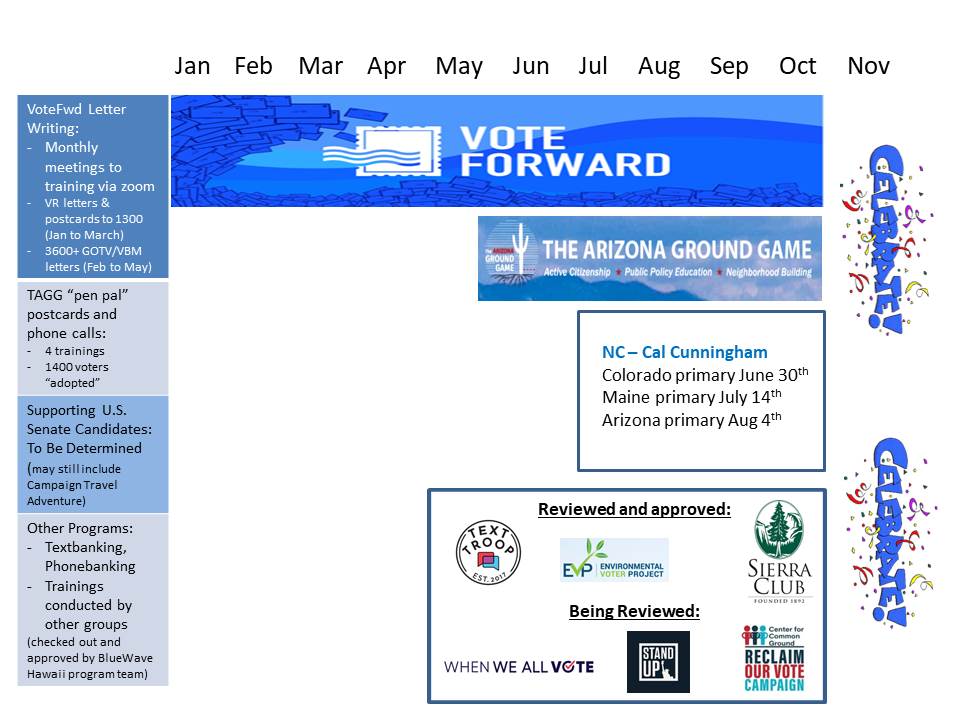 Jan Feb Mar Apr May Jun Jul Aug Sep Oct Nov
VoteFwd Letter
Writing:
- Monthly
meetings to
training via zoom
- VR letters &
postcards to 1300
(Jan to March)
- 3600+ GOTV/VBM
letters (Feb to May)
VOTE
FORWARD
TAGG “pen pal”
postcards and
phone calls:
- 4 trainings
- 1400 voters
“adopted”
THE ARIZONA
GROUND
GAME
THE ARIZONA GROUND GAME
Active Citizenship ★ Public Policy Education ★ Neighborhood Building
Supporting U.S.
Senate Candidates:
To Be Determined
(may still include
Campaign Travel
Adventure)
NC – Cal Cunningham
Colorado primary June 30th
Maine primary July 14th
Arizona primary Aug 4th
Other Programs:
- Textbanking,
Phonebanking
- Trainings
conducted by
other groups
(checked out and
approved by BlueWave
Hawaii program team)
Reviewed and approved:
TEXT
TROOP
EST. 2017
EVP
ENVIRONMENTAL
VOTER PROJECT
SIERRA
CLUB
FOUNDED 1892
Being Reviewed:
WHEN WE ALL VOTE
STAND
UP!
Center for
Common
Ground
RECLAIM
OUR VOTE
CAMPAIGN
CELEBRATE!
CELEBRATE!